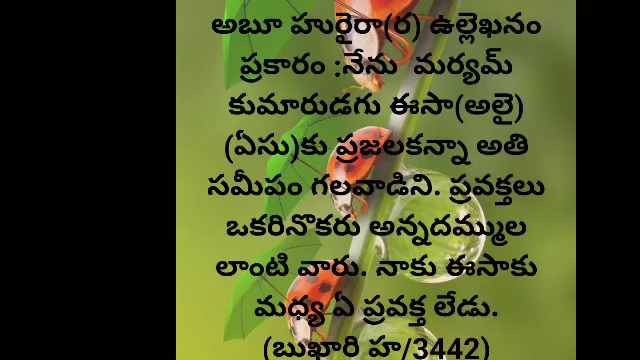 అబూ హురైరా(ర) ఉల్లెఖనం
ప్రకారం :నేను మర్యమ్
కుమారుడగు ఈసా(అలై)
(ఏసు)కు ప్రజలకన్నా అతి
సమీపం గలవాడిని. ప్రవక్తలు
ఒకరినొకరు అన్నదమ్ముల
లాంటి వారు. నాకు ఈసాకు
మధ్య ఏ ప్రవక్త లేడు.
(బుఖారి హ/3442)